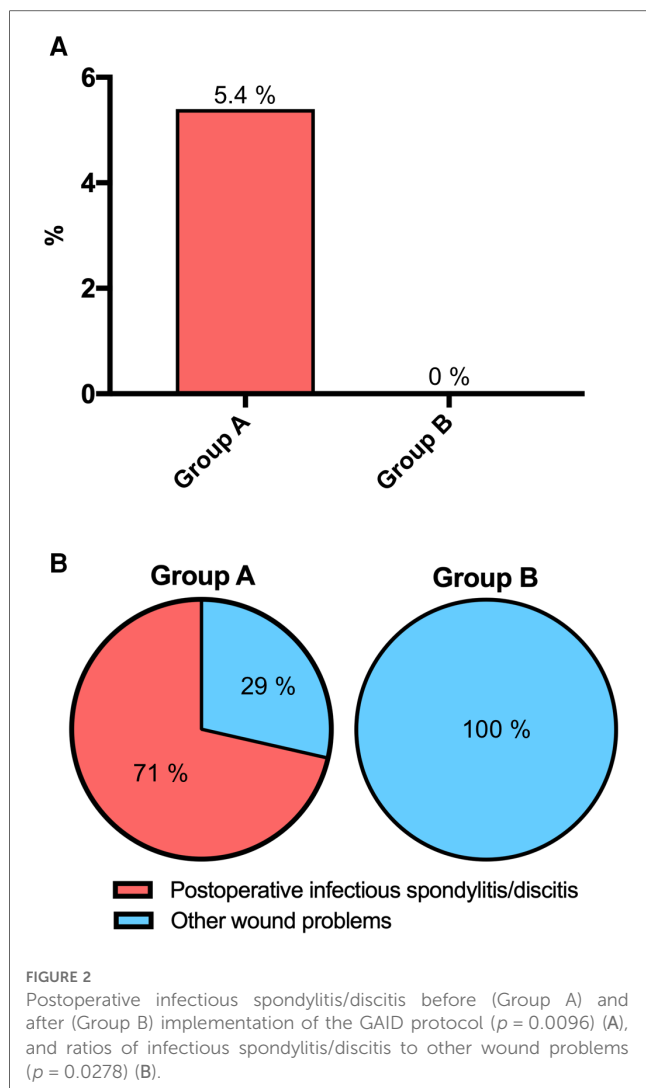 A
6
5.4 %
4
%
2
0 %
0
Group A
Group B
B
Group A
Group B
29 %
100 %
71 %
Postoperative infectious spondylitis/discitis
Other wound problems
FIGURE 2
Postoperative infectious spondylitis/discitis before (Group A) and
after (Group B) implementation of the GAID protocol (p = 0.0096) (A),
and ratios of infectious spondylitis/discitis to other wound problems
(p = 0.0278) (B).